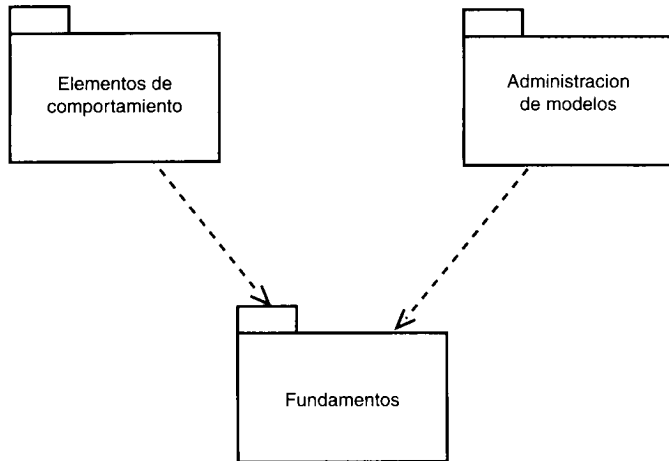 Elementos de
comportamiento
Administracion
de modelos
Fundamentos